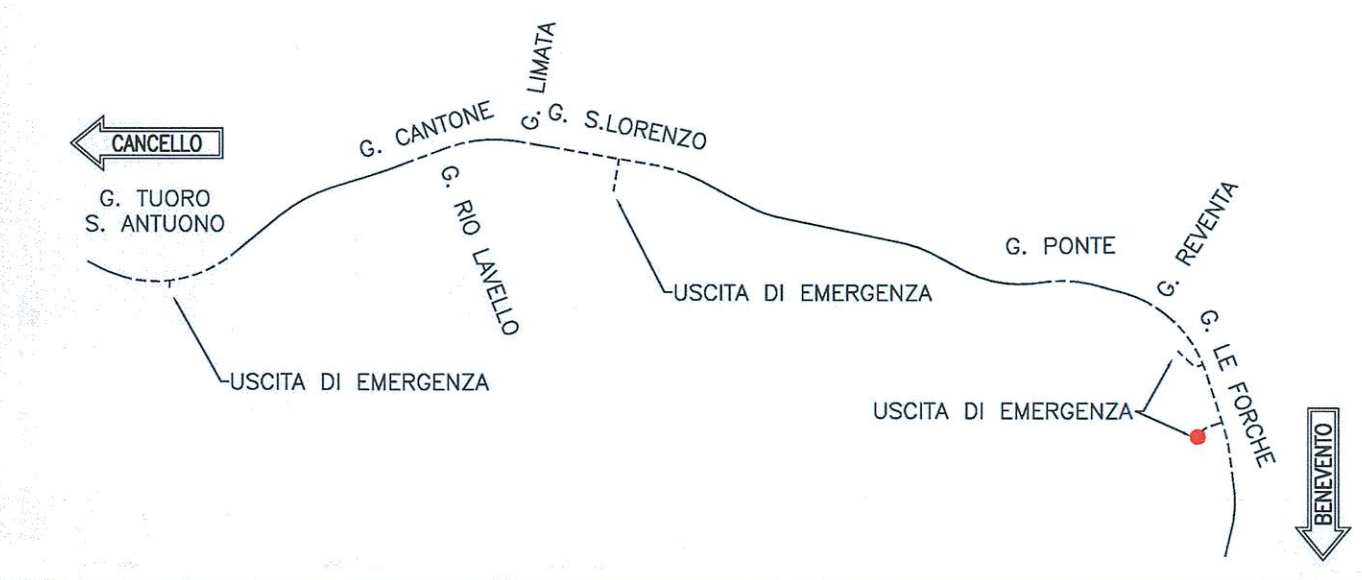 CANCELLO
G. TUORO
S. ANTUONO
G. CANTONE
G. LIMATA
G. S.LORENZO
G. RIO LAVELLO
USCITA DI EMERGENZA
USCITA DI EMERGENZA
G. PONTE
G. REVENTA
G. LE FORCHE
USCITA DI EMERGENZA
BENEVENTO